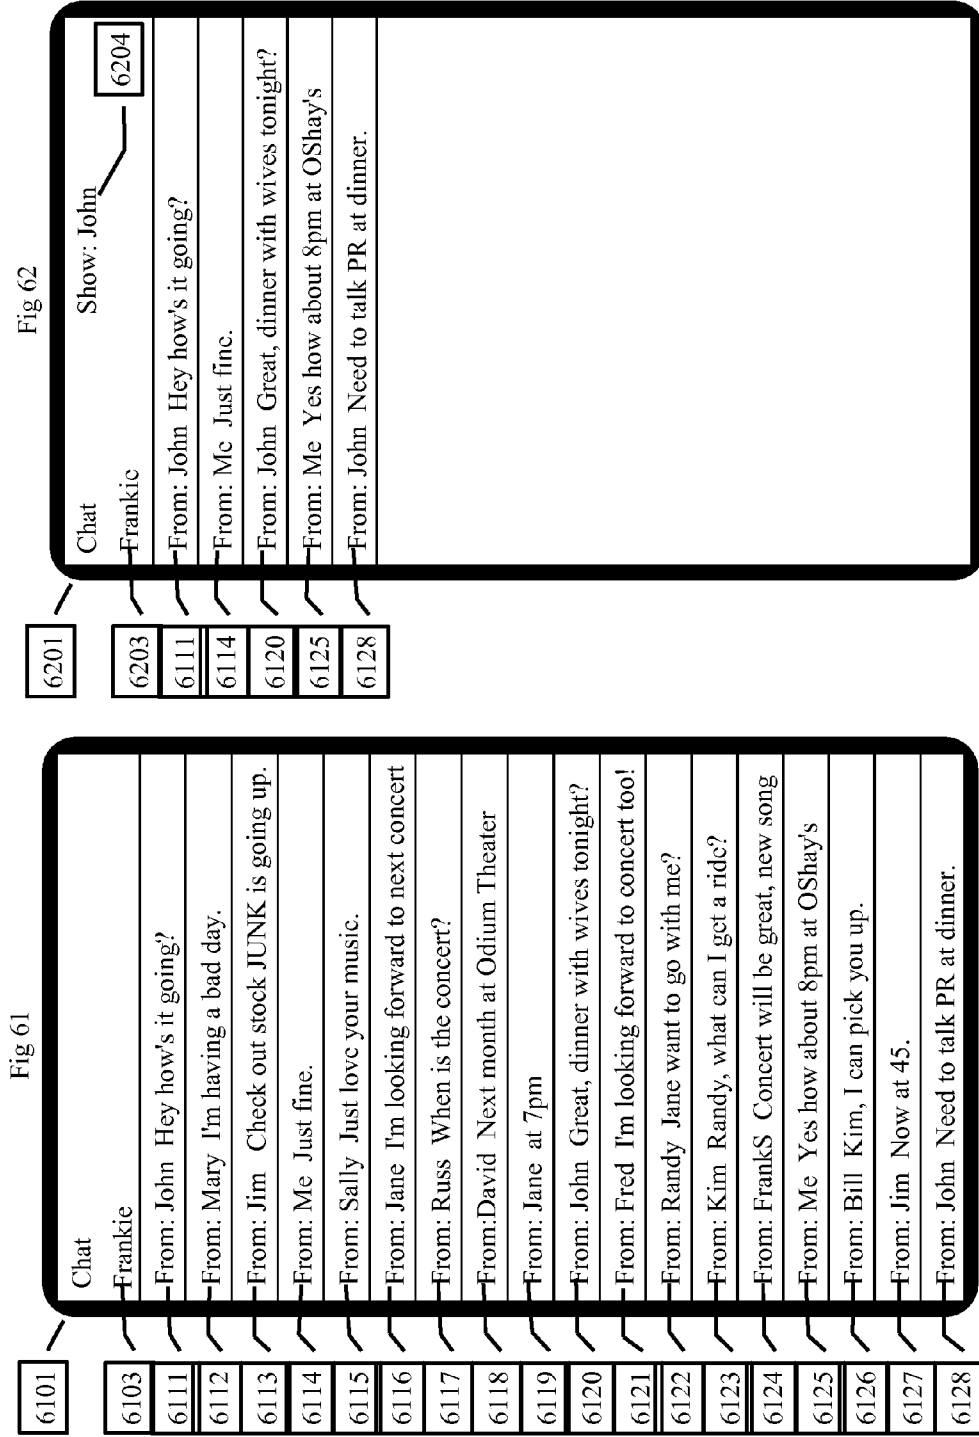 Fig 61
6101
Chat
6103
Frankie
6111
From: John  Hey how's it going?
6112
From: Mary  I'm having a bad day.
6113
From: Jim  Check out stock JUNK is going up.
6114
From: Me  Just fine.
6115
From: Sally  Just love your music.
6116
From: Jane  I'm looking forward to next concert
6117
From: Russ  When is the concert?
6118
From:David  Next month at Odium Theater
6119
From: Jane  at 7pm
6120
From: John  Great, dinner with wives tonight?
6121
From: Fred  I'm looking forward to concert too!
6122
From: Randy  Jane want to go with me?
6123
From: Kim  Randy, what can I get a ride?
6124
From: FrankS  Concert will be great, new song
6125
From: Me  Yes how about 8pm at OShay's
6126
From: Bill  Kim, I can pick you up.
6127
From: Jim  Now at 45.
6128
From: John  Need to talk PR at dinner.
Fig 62
6201
Chat Show: John
6204
6203
Frankie
6111
From: John  Hey how's it going?
6114
From: Me  Just fine.
6120
From: John  Great, dinner with wives tonight?
6125
From: Me  Yes how about 8pm at OShay's
6128
From: John  Need to talk PR at dinner.